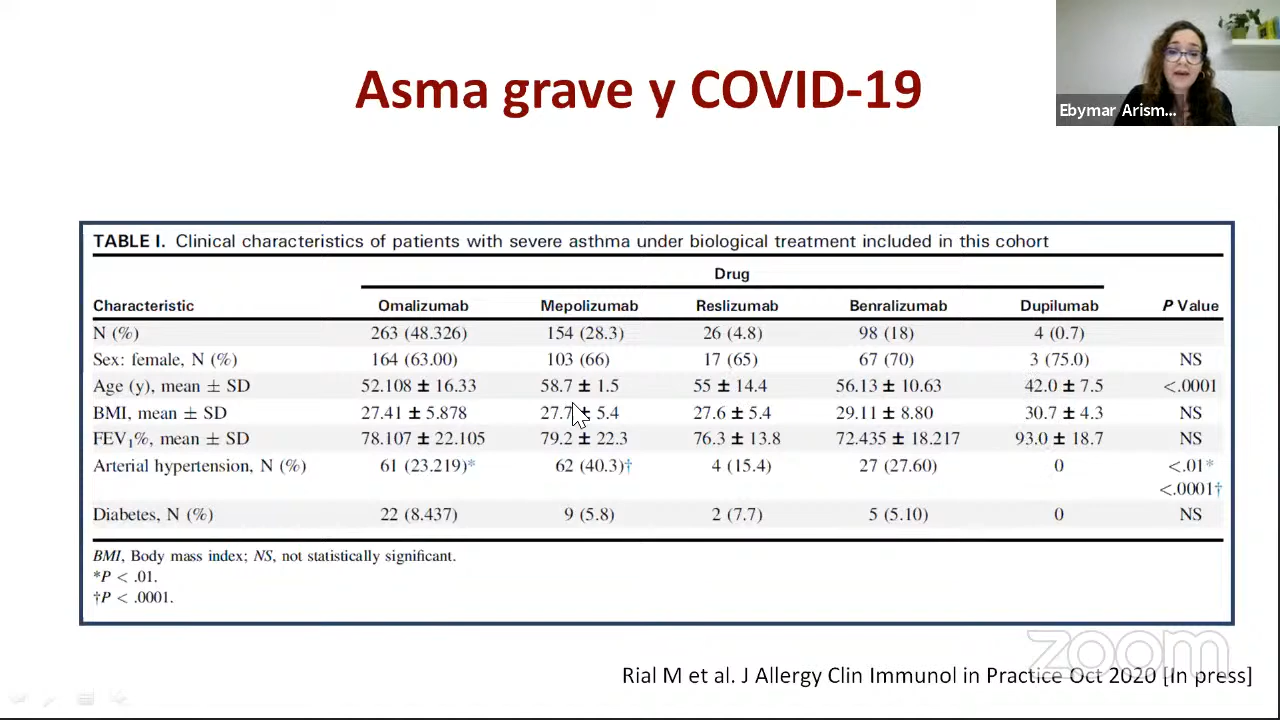 Asma grave y COVID-19
Ebymar Arism...
TABLE I. Clinical characteristics of patients with severe asthma under biological treatment included in this cohort
Drug
Characteristic Omalizumab Mepolizumab Reslizumab Benralizumab Dupilumab P Value
N (%) 263 (48.326) 154 (28.3) 26 (4.8) 98 (18) 4 (0.7)
Sex: female, N (%) 164 (63.00) 103 (66) 17 (65) 67 (70) 3 (75.0) NS
Age (y), mean ± SD 52.108 ± 16.33 58.7 ± 1.5 55 ± 14.4 56.13 ± 10.63 42.0 ± 7.5 <.0001
BMI, mean ± SD 27.41 ± 5.878 27.7 ± 5.4 27.6 ± 5.4 29.11 ± 8.80 30.7 ± 4.3 NS
FEV₁%, mean ± SD 78.107 ± 22.105 79.2 ± 22.3 76.3 ± 13.8 72.435 ± 18.217 93.0 ± 18.7 NS
Arterial hypertension, N (%) 61 (23.219)* 62 (40.3)† 4 (15.4) 27 (27.60) 0 <.01*
<.0001†
Diabetes, N (%) 22 (8.437) 9 (5.8) 2 (7.7) 5 (5.10) 0 NS
BMI, Body mass index; NS, not statistically significant.
*P < .01.
†P < .0001.
zoom
Rial M et al. J Allergy Clin Immunol in Practice Oct 2020 [In press]